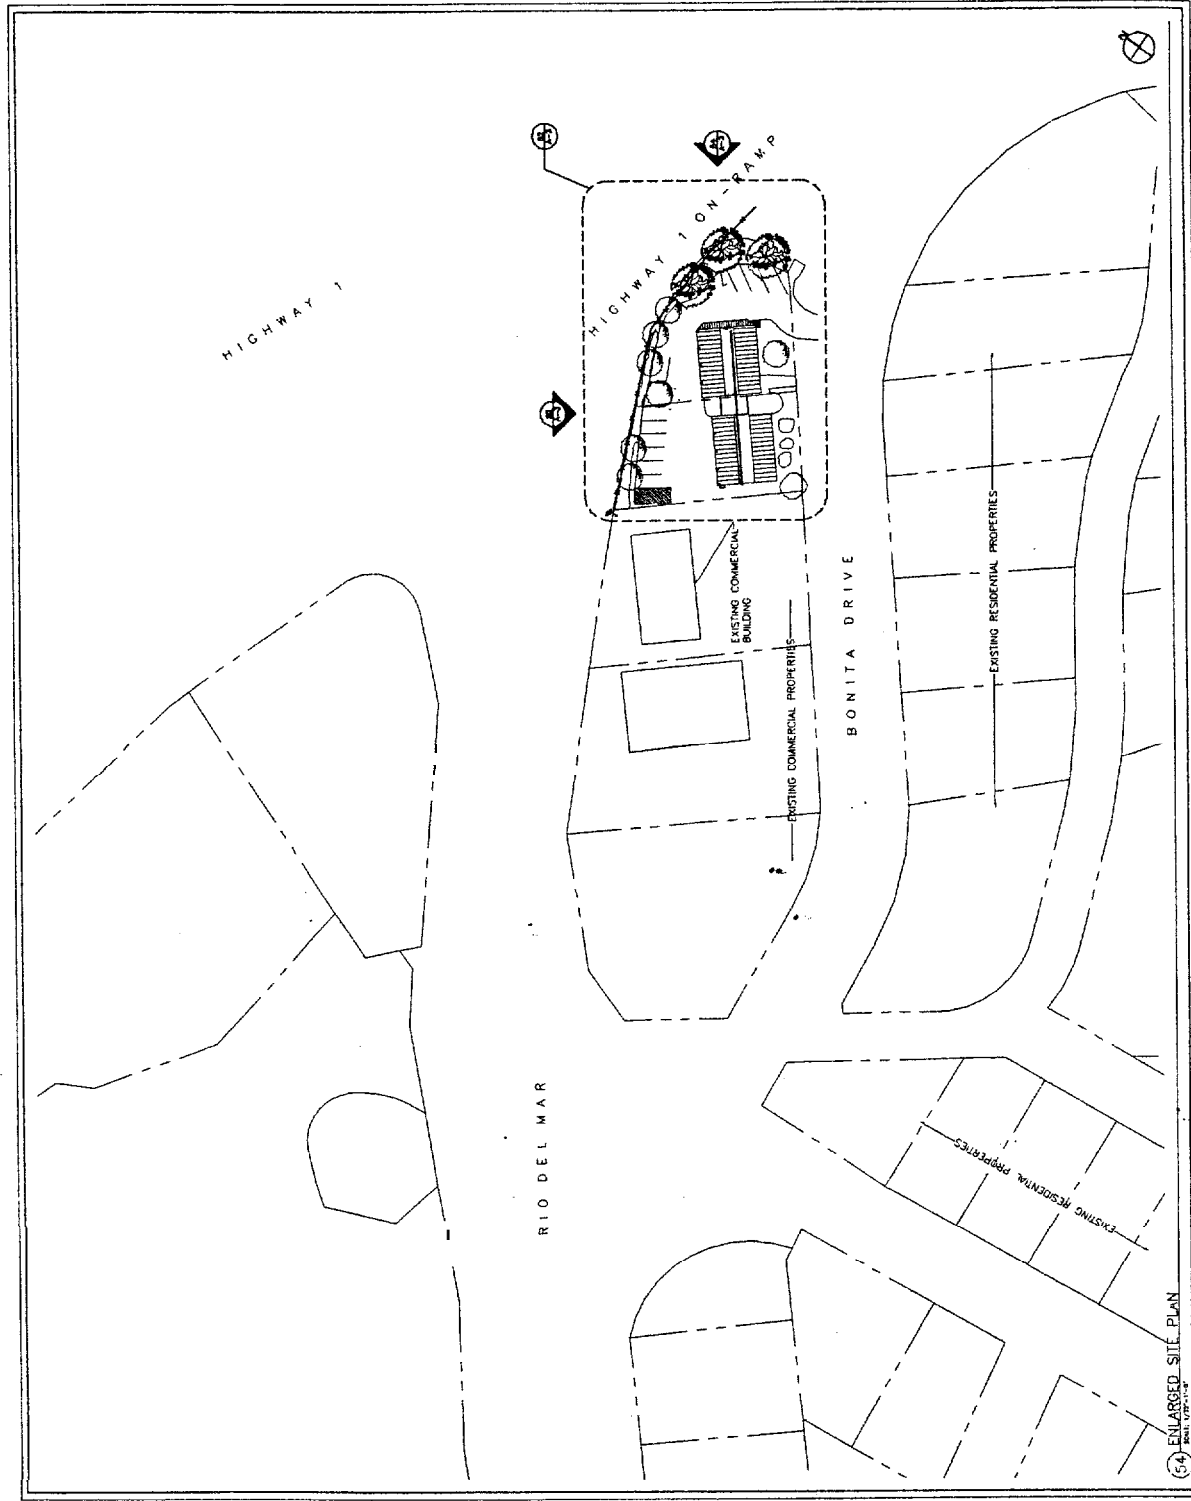 HIGHWAY 1
HIGHWAY 1 ON-RAMP
EXISTING COMMERCIAL
BUILDING
EXISTING COMMERCIAL PROPERTIES
BONITA DRIVE
EXISTING RESIDENTIAL PROPERTIES
RIO DEL MAR
EXISTING RESIDENTIAL PROPERTIES
54 ENLARGED SITE PLAN